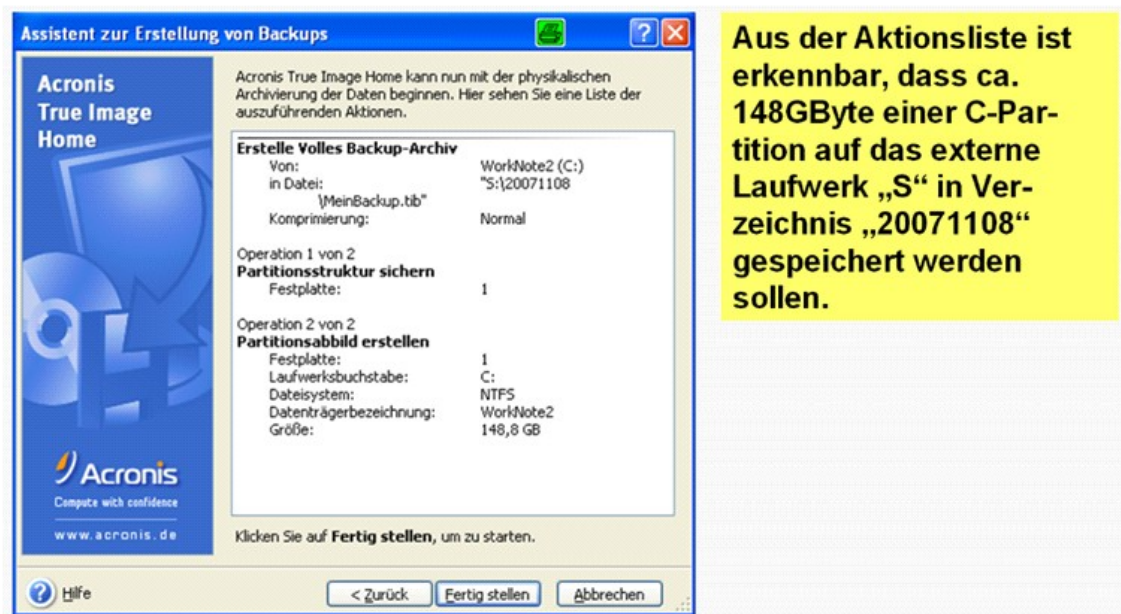 Assistent zur Erstellung von Backups
Acronis
True Image
Home
Acronis True Image Home kann nun mit der physikalischen
Archivierung der Daten beginnen. Hier sehen Sie eine Liste der
auszuführenden Aktionen.
Erstelle Volles Backup-Archiv
Von: WorkNote2 (C:)
in Datei: "S:\20071108
\MeinBackup.tib"
Komprimierung: Normal
Operation 1 von 2
Partitionsstruktur sichern
Festplatte: 1
Operation 2 von 2
Partitionsabbild erstellen
Festplatte: 1
Laufwerksbuchstabe: C:
Dateisystem: NTFS
Datenträgerbezeichnung: WorkNote2
Größe: 148,8 GB
Acronis
Compute with confidence
www.acronis.de
Klicken Sie auf Fertig stellen, um zu starten.
Hilfe
< Zurück
Fertig stellen
Abbrechen
Aus der Aktionsliste ist
erkennbar, dass ca.
148GByte einer C-Par-
tition auf das externe
Laufwerk „S“ in Ver-
zeichnis „20071108“
gespeichert werden
sollen.